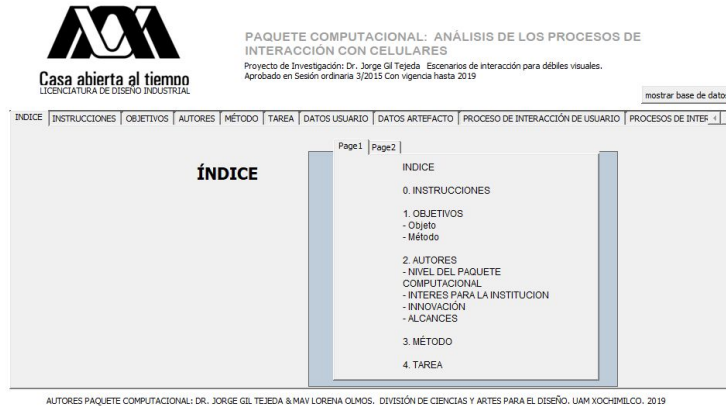 PAQUETE COMPUTACIONAL: ANÁLISIS DE LOS PROCESOS DE
INTERACCIÓN CON CELULARES
Proyecto de Investigación: Dr. Jorge Gil Tejeda Escenarios de interacción para débiles visuales.
Aprobado en Sesión ordinaria 3/2015 Con vigencia hasta 2019
Casa abierta al tiempo
LICENCIATURA DE DISEÑO INDUSTRIAL
mostrar base de datos
INDICE INSTRUCCIONES OBJETIVOS AUTORES MÉTODO TAREA DATOS USUARIO DATOS ARTEFACTO PROCESO DE INTERACCIÓN DE USUARIO PROCESOS DE INTER
Page1 Page2
ÍNDICE
INDICE
0. INSTRUCCIONES
1. OBJETIVOS
- Objeto
- Método
2. AUTORES
- NIVEL DEL PAQUETE
COMPUTACIONAL
- INTERES PARA LA INSTITUCION
- INNOVACIÓN
- ALCANCES
3. MÉTODO
4. TAREA
AUTORES PAQUETE COMPUTACIONAL: DR. JORGE GIL TEJEDA & MAY LORENA OLMOS. DIVISIÓN DE CIENCIAS Y ARTES PARA EL DISEÑO. UAM XOCHIMILCO. 2019